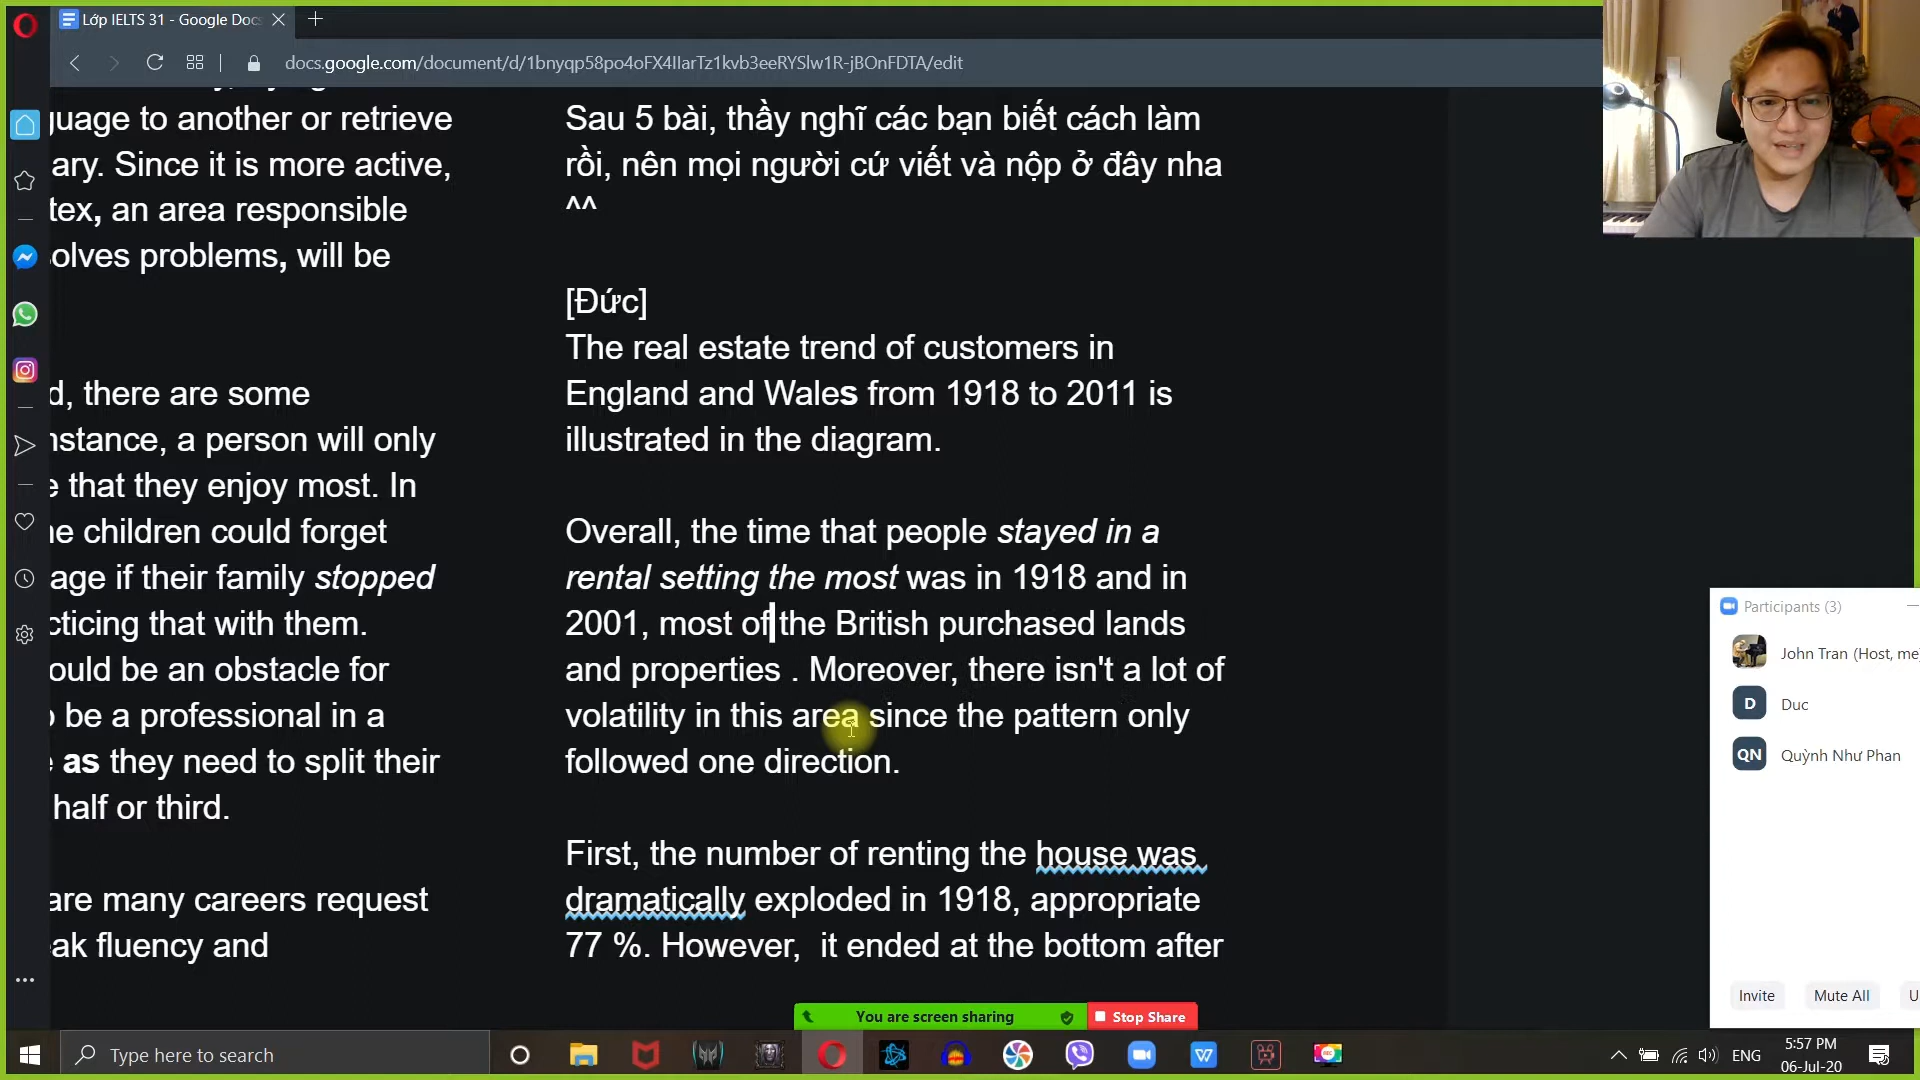 Lớp IELTS 31 - Google Doc
docs.google.com/document/d/1bnyqp58po4oFX4IIarTz1kvb3eeRYSlw1R-jBOnFDTA/edit
guage to another or retrieve
ary. Since it is more active,
tex, an area responsible
solves problems, will be
d, there are some
nstance, a person will only
e that they enjoy most. In
ne children could forget
age if their family stopped
cticing that with them.
ould be an obstacle for
o be a professional in a
e as they need to split their
half or third.
are many careers request
eak fluency and
Sau 5 bài, thầy nghĩ các bạn biết cách làm
rồi, nên mọi người cứ viết và nộp ở đây nha
^^
[Đức]
The real estate trend of customers in
England and Wales from 1918 to 2011 is
illustrated in the diagram.
Overall, the time that people stayed in a
rental setting the most was in 1918 and in
2001, most of the British purchased lands
and properties . Moreover, there isn't a lot of
volatility in this area since the pattern only
followed one direction.
First, the number of renting the house was
dramatically exploded in 1918, appropriate
77 %. However,  it ended at the bottom after
Participants (3)
John Tran (Host, me
D Duc
QN Quỳnh Như Phan
Invite Mute All U
You are screen sharing Stop Share
Type here to search
ENG
5:57 PM
06-Jul-20